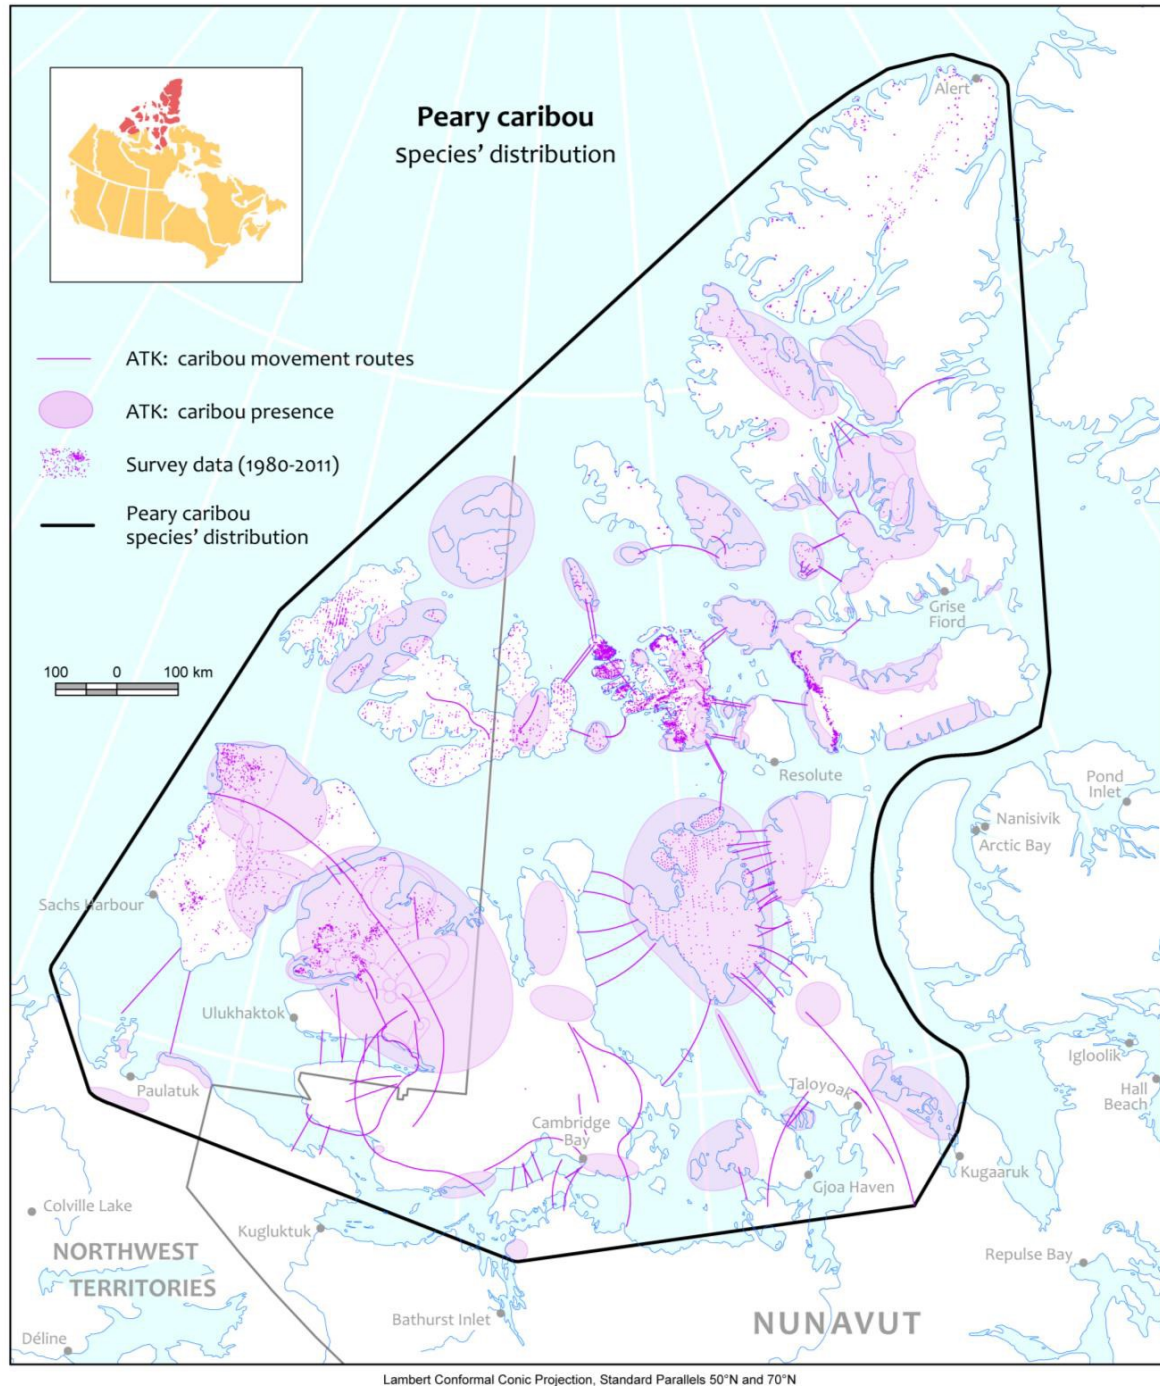 Peary caribou
Species' distribution
Alert
ATK: caribou movement routes
ATK: caribou presence
Survey data (1980-2011)
Peary caribou
species' distribution
Grise
Fiord
100 0 100 km
Resolute
Pond
Inlet
Nanisivik
Arctic Bay
Sachs Harbour
Ulukhaktok
Igloolik
Paulatuk
Taloyoak
Hall
Beach
Cambridge
Bay
Kugaaruk
Gjoa Haven
Colville Lake
Kugluktuk
NORTHWEST
TERRITORIES
Repulse Bay
Bathurst Inlet
NUNAVUT
Déline
Lambert Conformal Conic Projection, Standard Parallels 50°N and 70°N